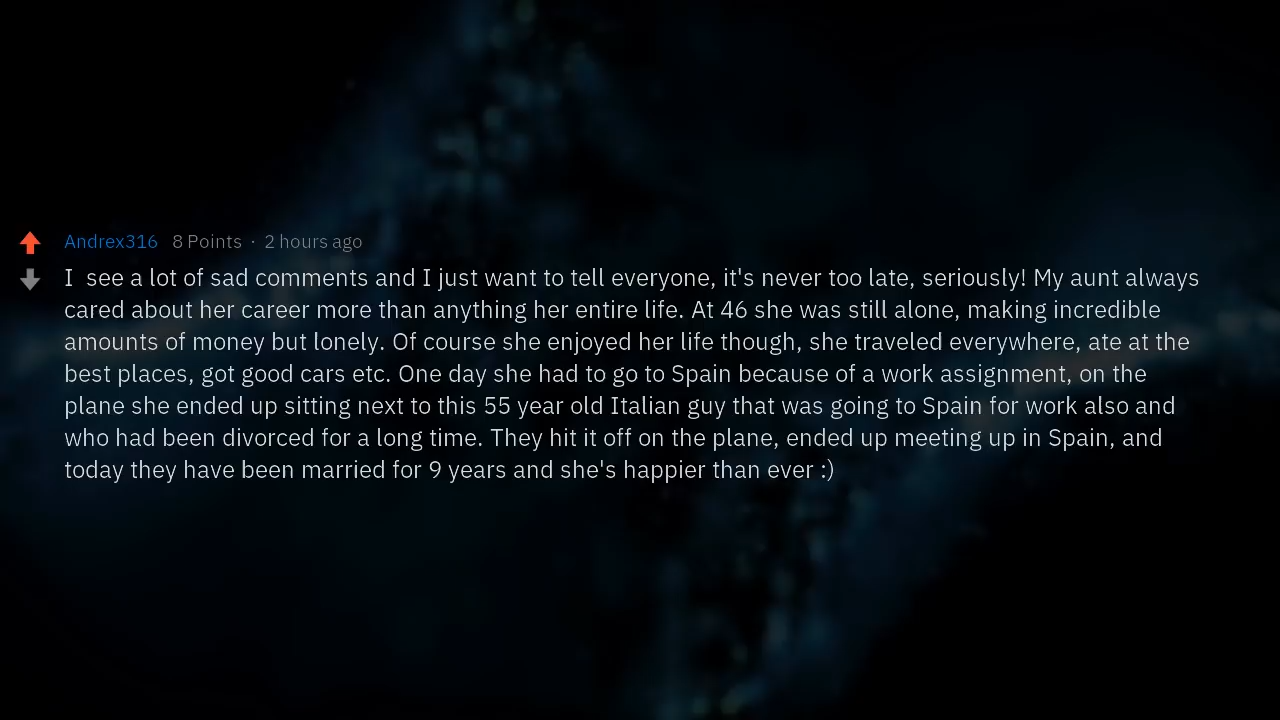 Andrex316 8 Points · 2 hours ago
I see a lot of sad comments and I just want to tell everyone, it's never too late, seriously! My aunt always
cared about her career more than anything her entire life. At 46 she was still alone, making incredible
amounts of money but lonely. Of course she enjoyed her life though, she traveled everywhere, ate at the
best places, got good cars etc. One day she had to go to Spain because of a work assignment, on the
plane she ended up sitting next to this 55 year old Italian guy that was going to Spain for work also and
who had been divorced for a long time. They hit it off on the plane, ended up meeting up in Spain, and
today they have been married for 9 years and she's happier than ever :)